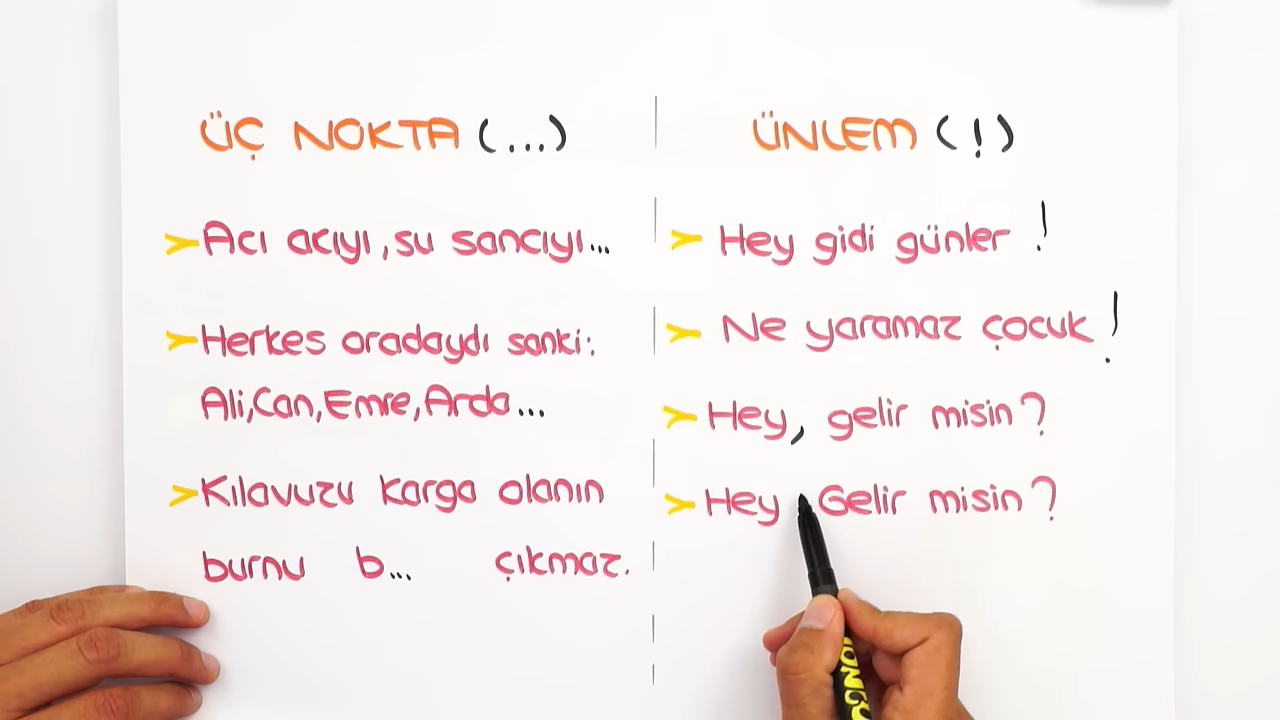 ÜÇ NOKTA (...)
> Acı acıyı, su sancıyı...
> Herkes oradaydı sanki:
Ali, Can, Emre, Arda...
> Kılavuzu karga olanın
burnu b... çıkmaz.
ÜNLEM (!)
> Hey gidi günler !
> Ne yaramaz çocuk !
> Hey, gelir misin?
> Hey Gelir misin?